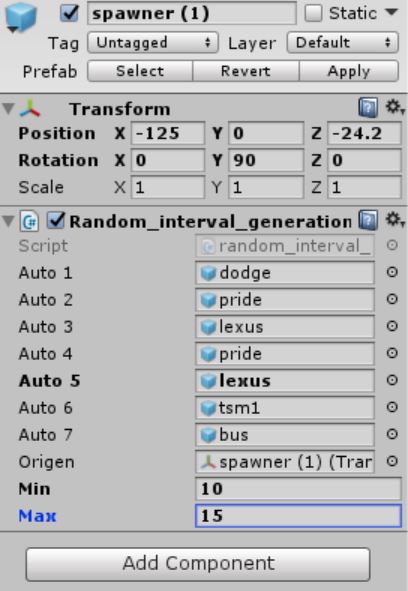 spawner (1) Static
Tag Untagged Layer Default
Prefab Select Revert Apply
Transform
Position X -125 Y 0 Z -24.2
Rotation X 0 Y 90 Z 0
Scale X 1 Y 1 Z 1
Random_interval_generation
Script random_interval_
Auto 1 dodge
Auto 2 pride
Auto 3 lexus
Auto 4 pride
Auto 5 lexus
Auto 6 tsm1
Auto 7 bus
Origen spawner (1) (Tran
Min 10
Max 15
Add Component